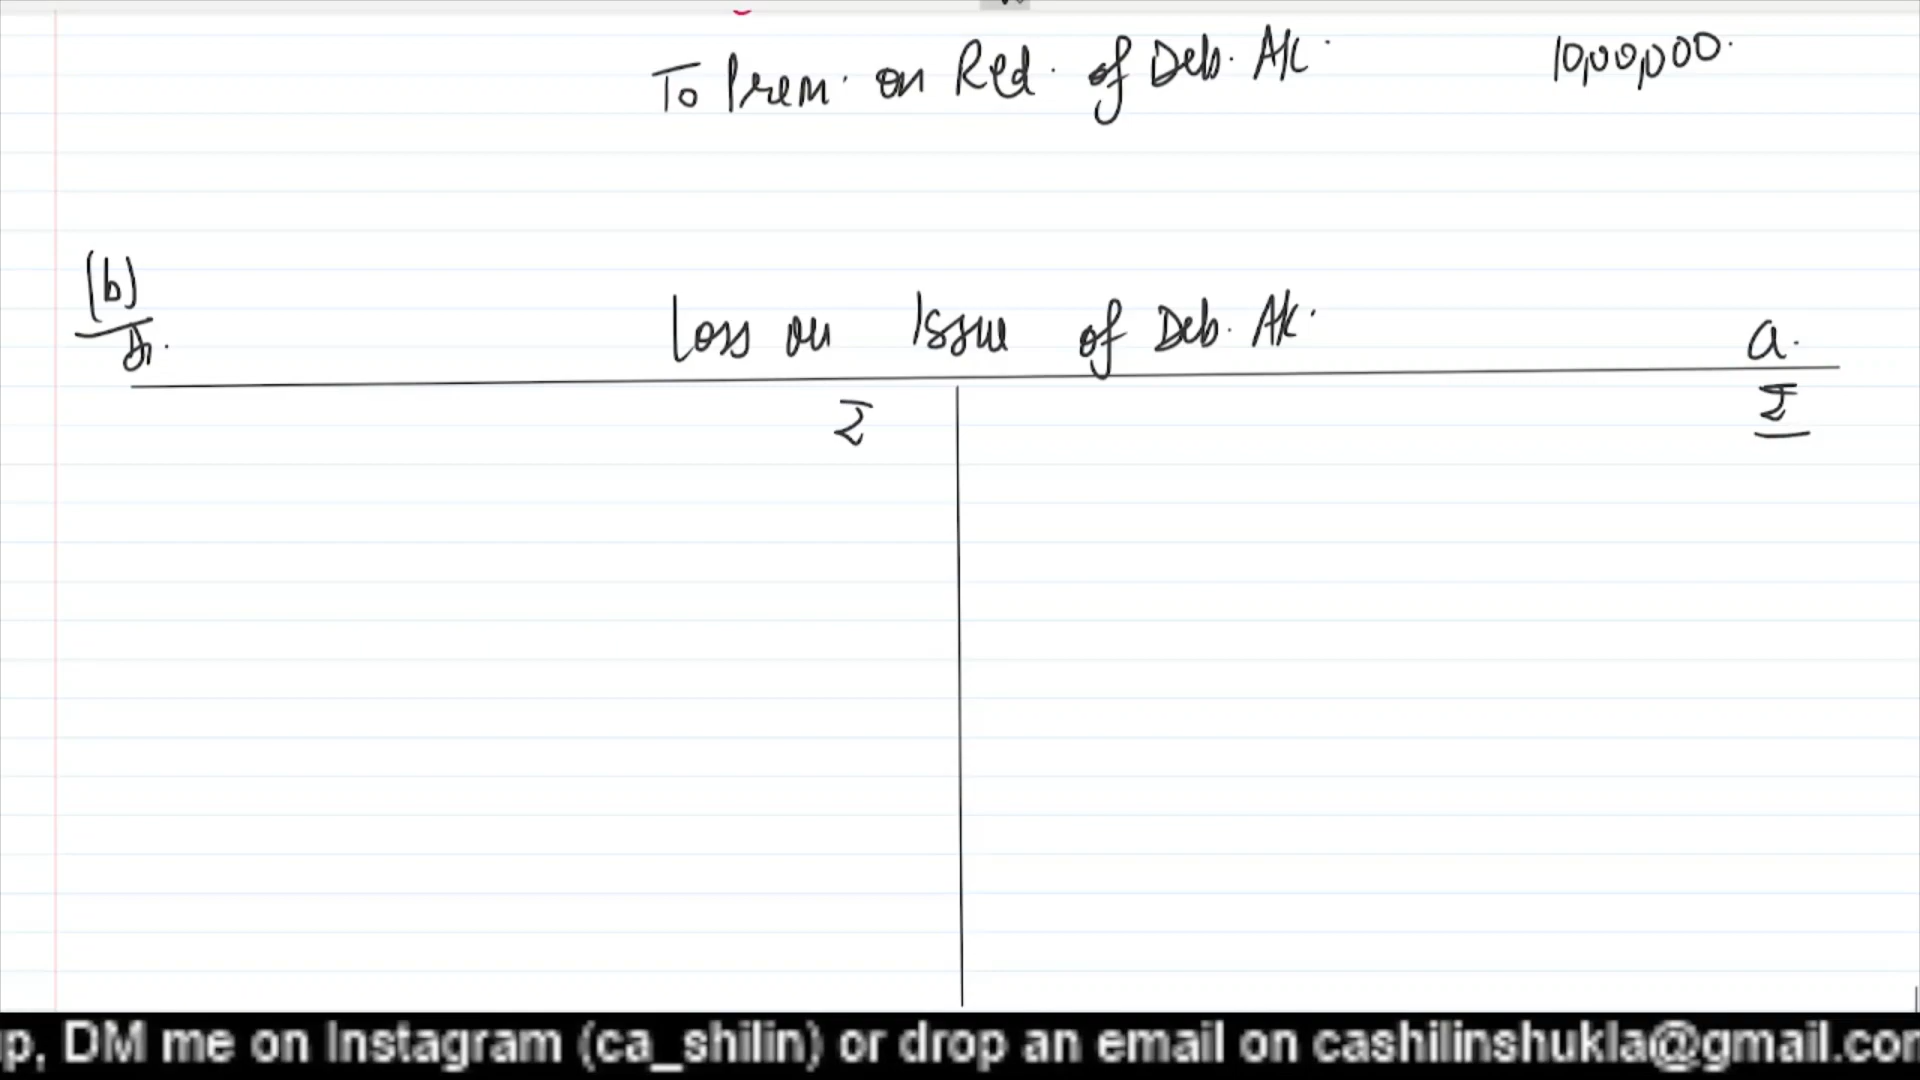 To Prem. on Red. of Deb. A/c. 10,00,000.
(b)
Dr. Loss on Issue of Deb. A/c. Cr.
₹ ₹
p, DM me on Instagram (ca_shilin) or drop an email on cashilinshukla@gmail.com